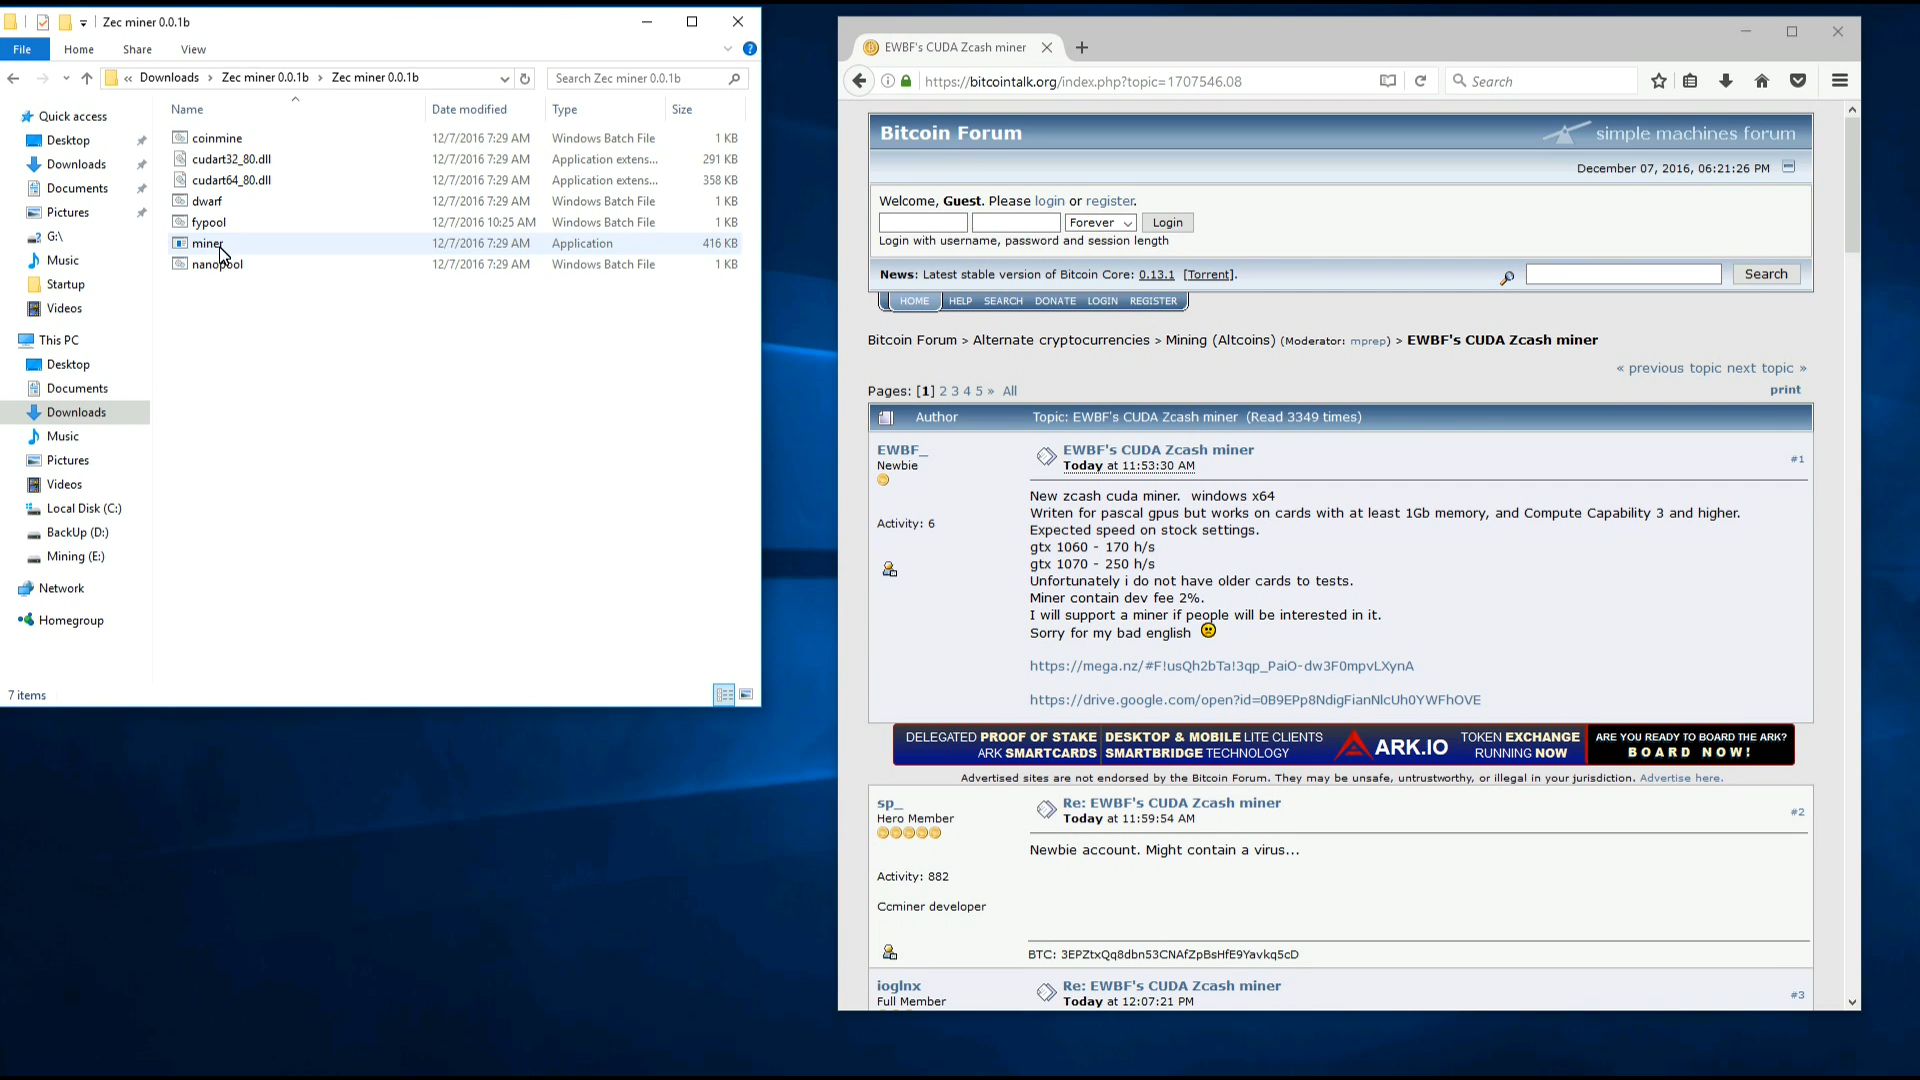 Zec miner 0.0.1b
File Home Share View
« Downloads > Zec miner 0.0.1b > Zec miner 0.0.1b
Search Zec miner 0.0.1b
Name Date modified Type Size
Quick access
Desktop
Downloads
Documents
Pictures
G:\
Music
Startup
Videos
This PC
Desktop
Documents
Downloads
Music
Pictures
Videos
Local Disk (C:)
BackUp (D:)
Mining (E:)
Network
Homegroup
coinmine 12/7/2016 7:29 AM Windows Batch File 1 KB
cudart32_80.dll 12/7/2016 7:29 AM Application extens... 291 KB
cudart64_80.dll 12/7/2016 7:29 AM Application extens... 358 KB
dwarf 12/7/2016 7:29 AM Windows Batch File 1 KB
fypool 12/7/2016 10:25 AM Windows Batch File 1 KB
miner 12/7/2016 7:29 AM Application 416 KB
nanopool 12/7/2016 7:29 AM Windows Batch File 1 KB
7 items
EWBF's CUDA Zcash miner
https://bitcointalk.org/index.php?topic=1707546.08
Search
Bitcoin Forum
simple machines forum
December 07, 2016, 06:21:26 PM
Welcome, Guest. Please login or register.
Forever Login
Login with username, password and session length
News: Latest stable version of Bitcoin Core: 0.13.1 [Torrent].
Search
HOME HELP SEARCH DONATE LOGIN REGISTER
Bitcoin Forum > Alternate cryptocurrencies > Mining (Altcoins) (Moderator: mprep) > EWBF's CUDA Zcash miner
« previous topic next topic »
Pages: [1] 2 3 4 5 » All
print
Author Topic: EWBF's CUDA Zcash miner (Read 3349 times)
EWBF_
Newbie
Activity: 6
EWBF's CUDA Zcash miner
Today at 11:53:30 AM
#1
New zcash cuda miner. windows x64
Writen for pascal gpus but works on cards with at least 1Gb memory, and Compute Capability 3 and higher.
Expected speed on stock settings.
gtx 1060 - 170 h/s
gtx 1070 - 250 h/s
Unfortunately i do not have older cards to tests.
Miner contain dev fee 2%.
I will support a miner if people will be interested in it.
Sorry for my bad english
https://mega.nz/#F!usQh2bTa!3qp_PaiO-dw3F0mpvLXynA
https://drive.google.com/open?id=0B9EPp8NdigFianNlcUh0YWFhOVE
DELEGATED PROOF OF STAKE
ARK SMARTCARDS
DESKTOP & MOBILE LITE CLIENTS
SMARTBRIDGE TECHNOLOGY
ARK.IO
TOKEN EXCHANGE
RUNNING NOW
ARE YOU READY TO BOARD THE ARK?
BOARD NOW!
Advertised sites are not endorsed by the Bitcoin Forum. They may be unsafe, untrustworthy, or illegal in your jurisdiction. Advertise here.
sp_
Hero Member
Activity: 882
Ccminer developer
Re: EWBF's CUDA Zcash miner
Today at 11:59:54 AM
#2
Newbie account. Might contain a virus...
BTC: 3EPZtxQq8dbn53CNAfZpBsHfE9Yavkq5cD
ioglnx
Full Member
Re: EWBF's CUDA Zcash miner
Today at 12:07:21 PM
#3